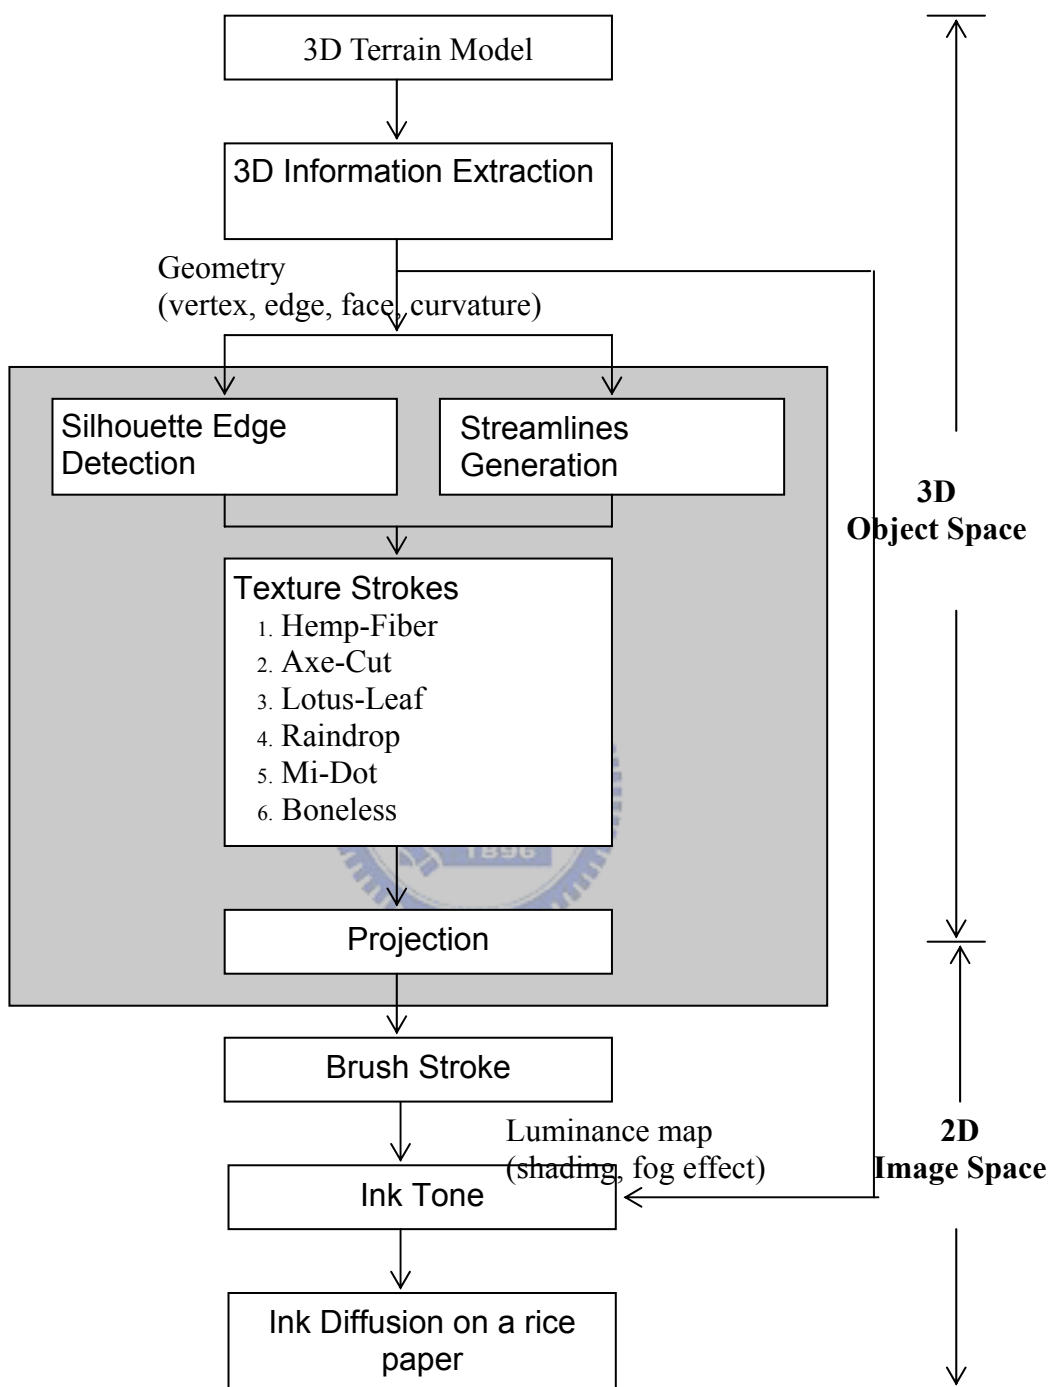 3D Terrain Model
3D Information Extraction
Geometry
(vertex, edge, face, curvature)
Silhouette Edge
Detection
Streamlines
Generation
3D
Object Space
Texture Strokes
1. Hemp-Fiber
2. Axe-Cut
3. Lotus-Leaf
4. Raindrop
5. Mi-Dot
6. Boneless
1896
Projection
Brush Stroke
Luminance map
(shading, fog effect)
2D
Image Space
Ink Tone
Ink Diffusion on a rice
paper